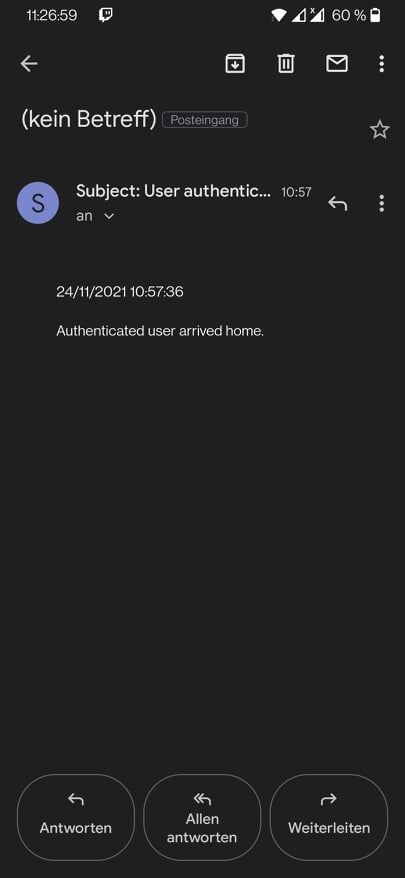 11:26:59 60 %
(kein Betreff) Posteingang
S
Subject: User authentic... 10:57
an
24/11/2021 10:57:36
Authenticated user arrived home.
Antworten
Allen
antworten
Weiterleiten